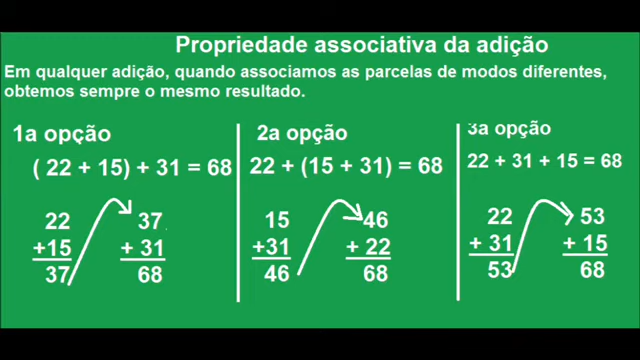 Propriedade associativa da adição
Em qualquer adição, quando associamos as parcelas de modos diferentes,
obtemos sempre o mesmo resultado.
1a opção
( 22 + 15) + 31 = 68
22
+15
37
37
+ 31
68
2a opção
22 + (15 + 31) = 68
15
+31
46
46
+ 22
68
3a opção
22 + 31 + 15 = 68
22
+ 31
53
53
+ 15
68